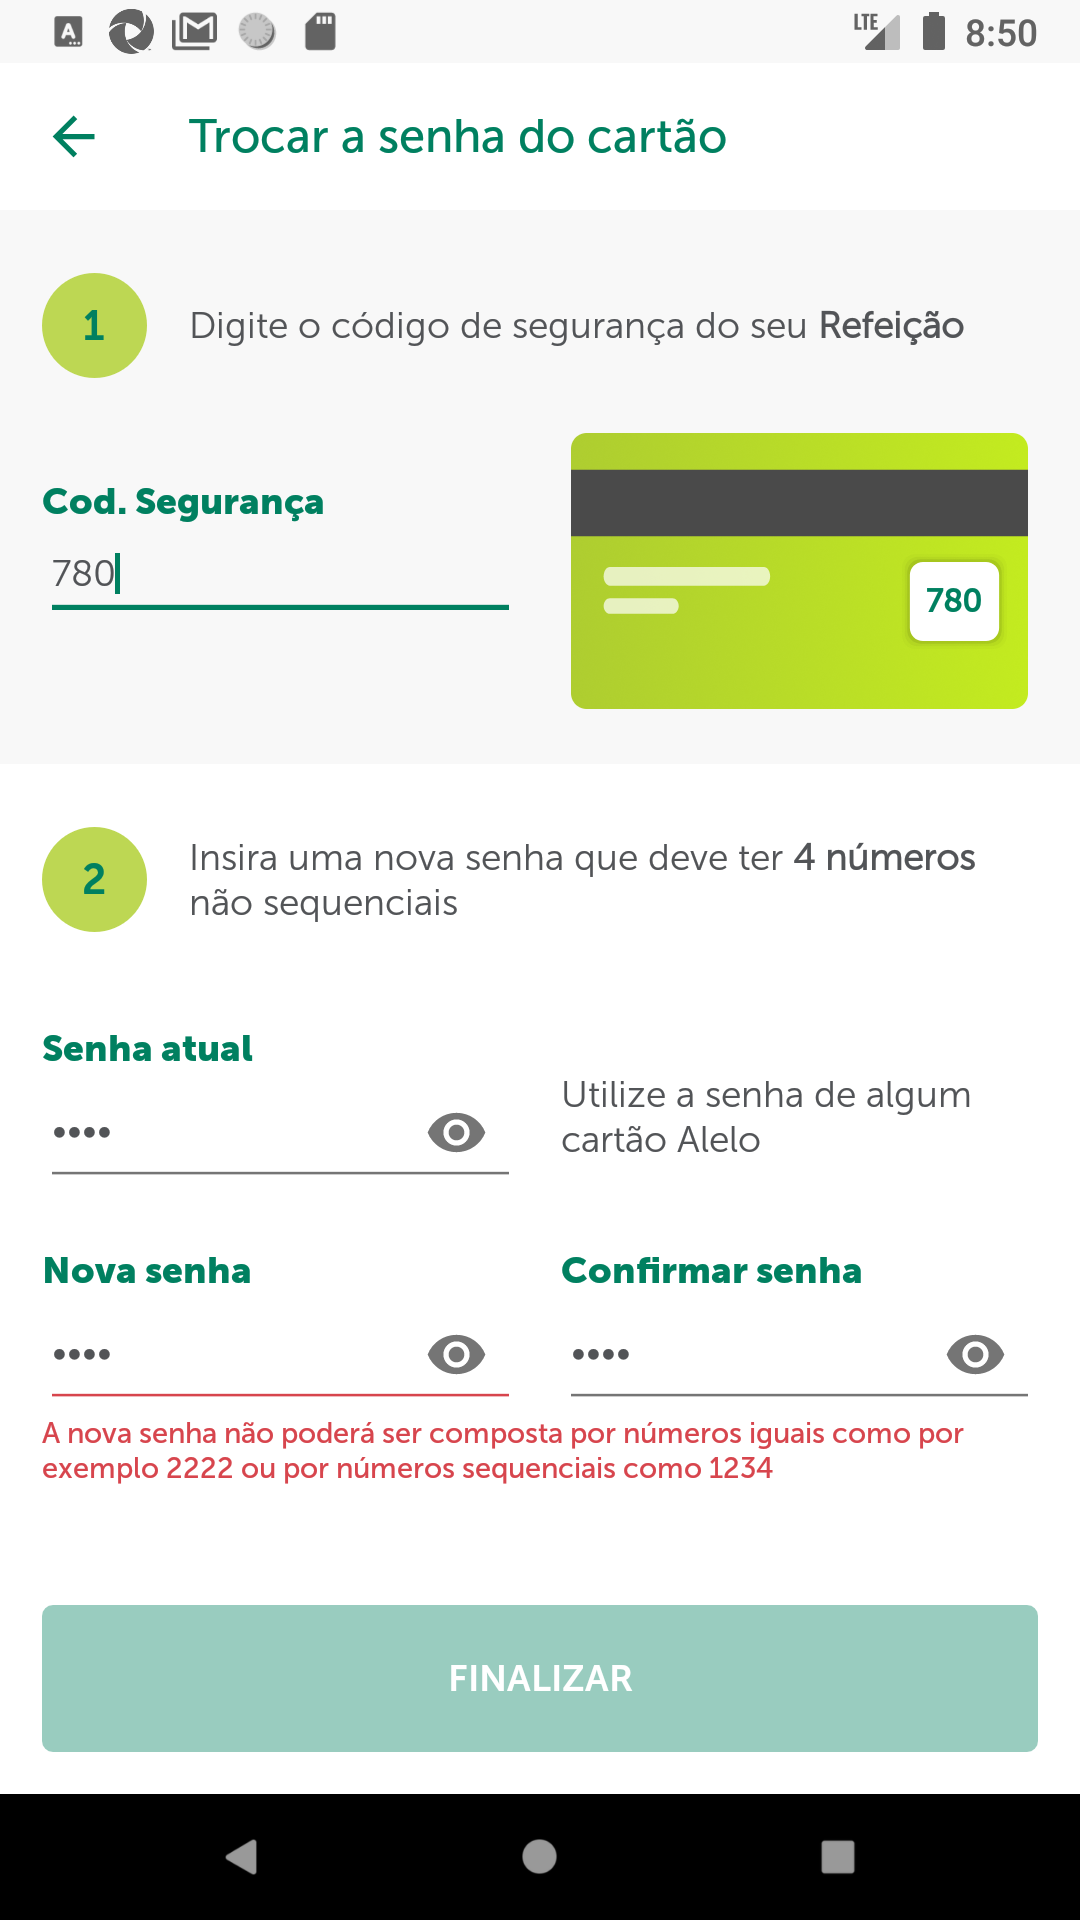 A
LTE 8:50
Trocar a senha do cartão
1
Digite o código de segurança do seu Refeição
Cod. Segurança
780
780
2
Insira uma nova senha que deve ter 4 números
não sequenciais
Senha atual
••••
Utilize a senha de algum
cartão Alelo
Nova senha
Confirmar senha
••••
••••
A nova senha não poderá ser composta por números iguais como por
exemplo 2222 ou por números sequenciais como 1234
FINALIZAR